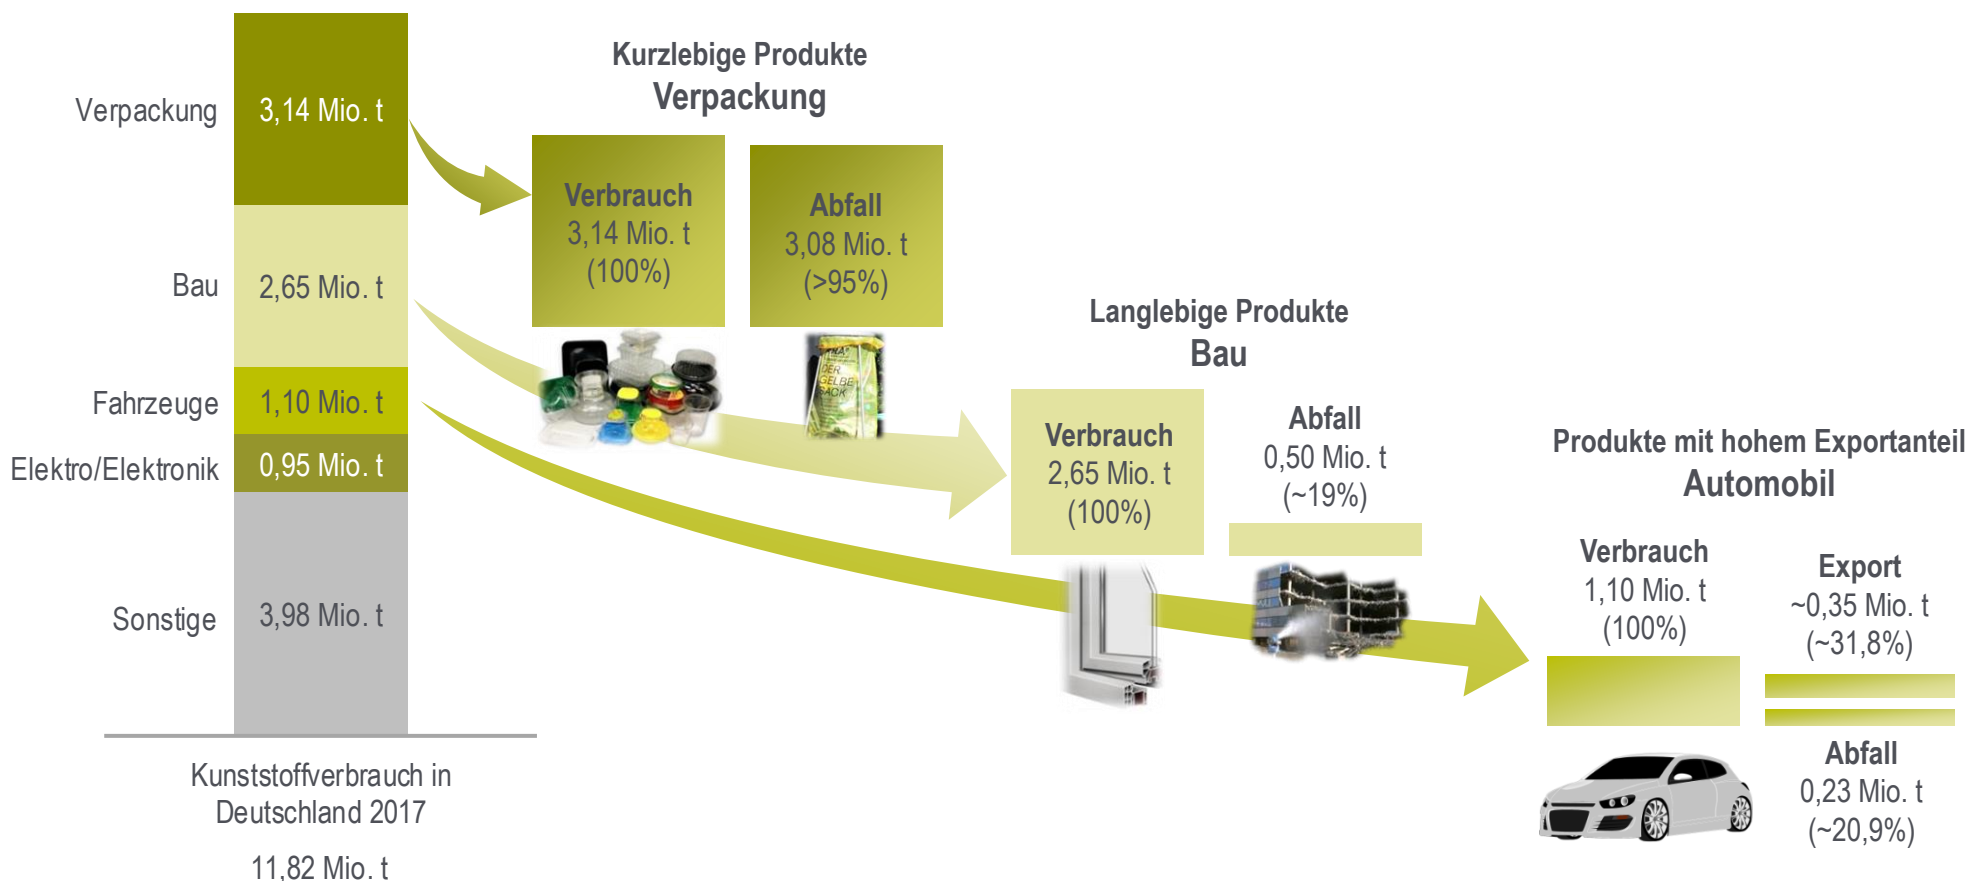 Verpackung
3,14 Mio. t
Bau
2,65 Mio. t
Fahrzeuge
1,10 Mio. t
Elektro/Elektronik
0,95 Mio. t
Sonstige
3,98 Mio. t
Kunststoffverbrauch in
Deutschland 2017
11,82 Mio. t
Kurzlebige Produkte
Verpackung
Verbrauch
3,14 Mio. t
(100%)
Abfall
3,08 Mio. t
(>95%)
DER
GELBE
SACK
Langlebige Produkte
Bau
Verbrauch
2,65 Mio. t
(100%)
Abfall
0,50 Mio. t
(~19%)
Produkte mit hohem Exportanteil
Automobil
Verbrauch
1,10 Mio. t
(100%)
Export
~0,35 Mio. t
(~31,8%)
Abfall
0,23 Mio. t
(~20,9%)